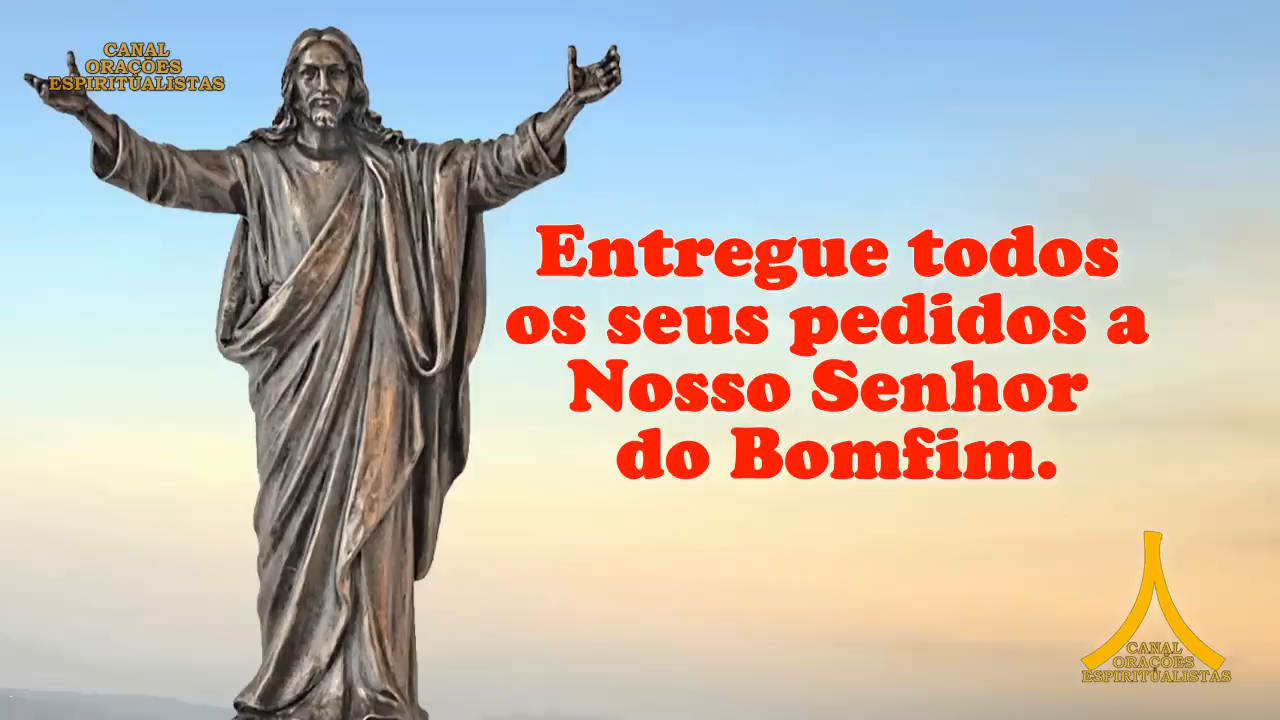 CANAL
ORAÇÕES
ESPIRITUALISTAS
Entregue todos
os seus pedidos a
Nosso Senhor
do Bomfim.
CANAL
ORAÇÕES
ESPIRITUALISTAS